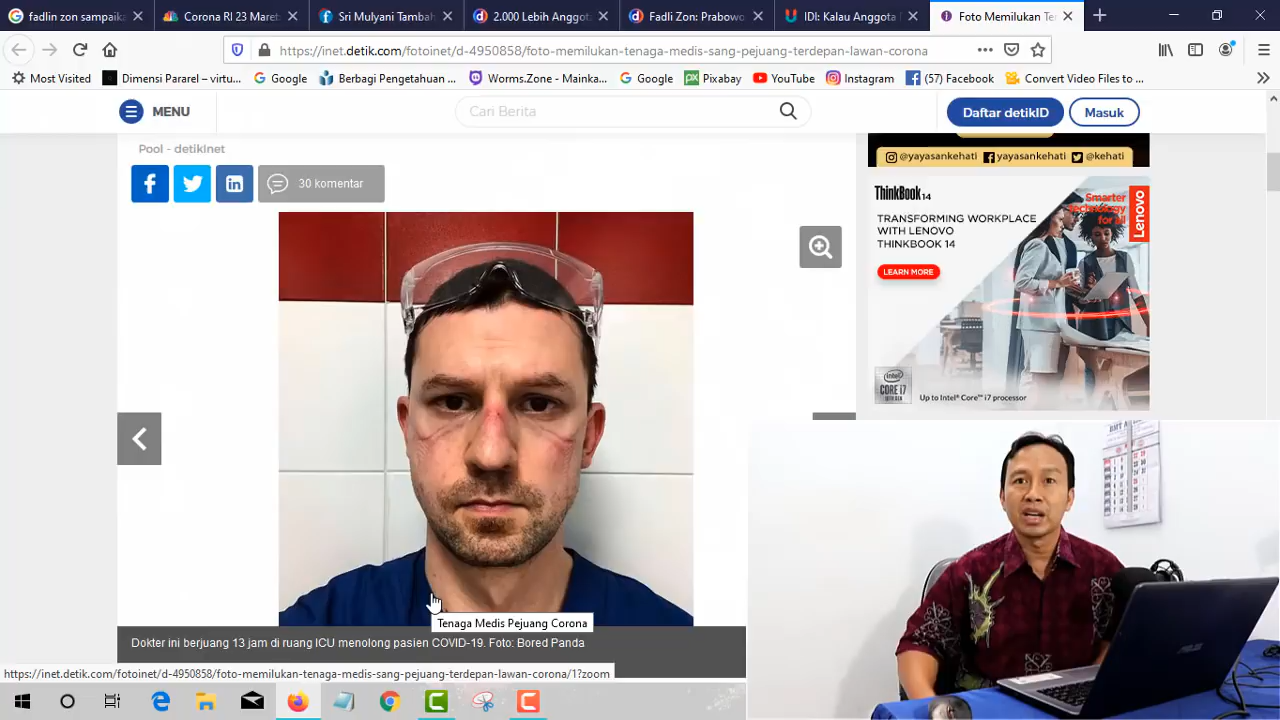 fadlin zon sampaika
Corona RI 23 Maret
Sri Mulyani Tambah
2.000 Lebih Anggota
Fadli Zon: Prabowo
IDI: Kalau Anggota
Foto Memilukan Te
https://inet.detik.com/fotoinet/d-4950858/foto-memilukan-tenaga-medis-sang-pejuang-terdepan-lawan-corona
Most Visited
Dimensi Pararel – virtu...
Google
Berbagi Pengetahuan ...
Worms.Zone - Mainka...
Google
Pixabay
YouTube
Instagram
(57) Facebook
Convert Video Files to ...
MENU
Cari Berita
Daftar detikID
Masuk
Pool - detikInet
30 komentar
@yayasankehati
yayasankehati
@kehati
ThinkBook 14
TRANSFORMING WORKPLACE
WITH LENOVO
THINKBOOK 14
LEARN MORE
Smarter
technology
for all
Lenovo
intel
CORE i7
Up to Intel® Core™ i7 processor
Tenaga Medis Pejuang Corona
Dokter ini berjuang 13 jam di ruang ICU menolong pasien COVID-19. Foto: Bored Panda
https://inet.detik.com/fotoinet/d-4950858/foto-memilukan-tenaga-medis-sang-pejuang-terdepan-lawan-corona/1?zoom